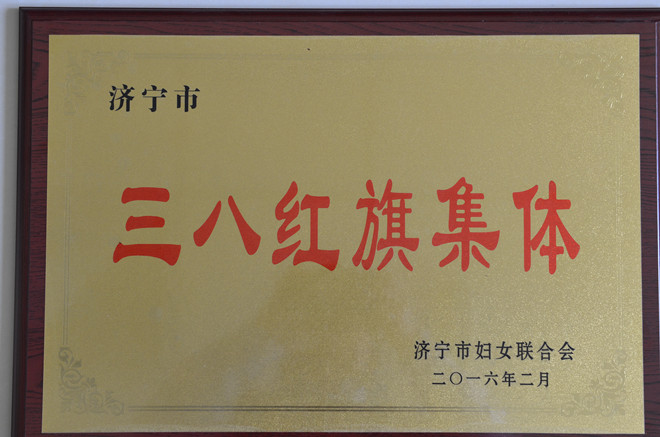 济宁市
三八红旗集体
济宁市妇女联合会
二〇一六年二月